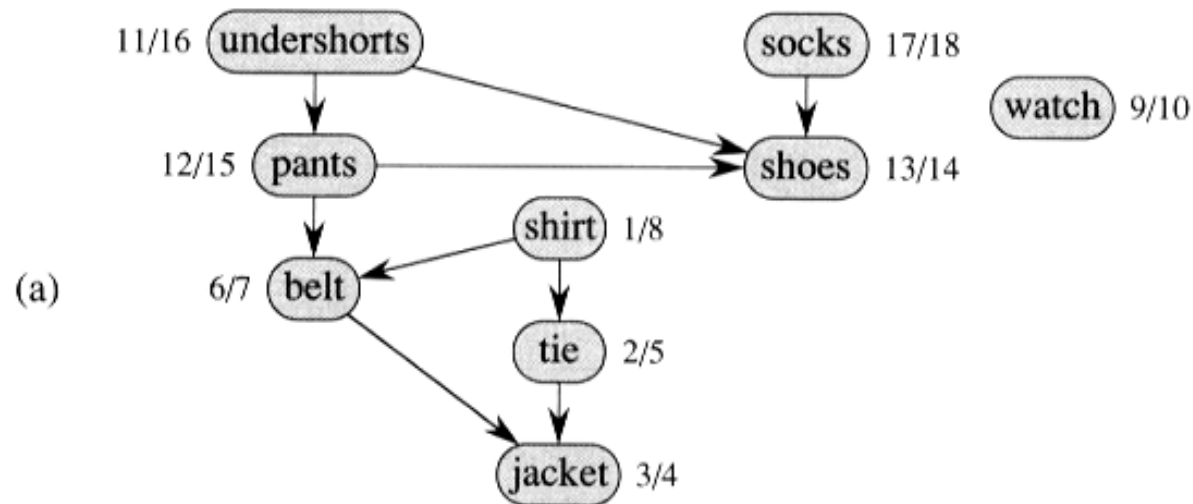 11/16 undershorts socks 17/18
watch 9/10
12/15 pants shoes 13/14
shirt 1/8
(a) 6/7 belt
tie 2/5
jacket 3/4